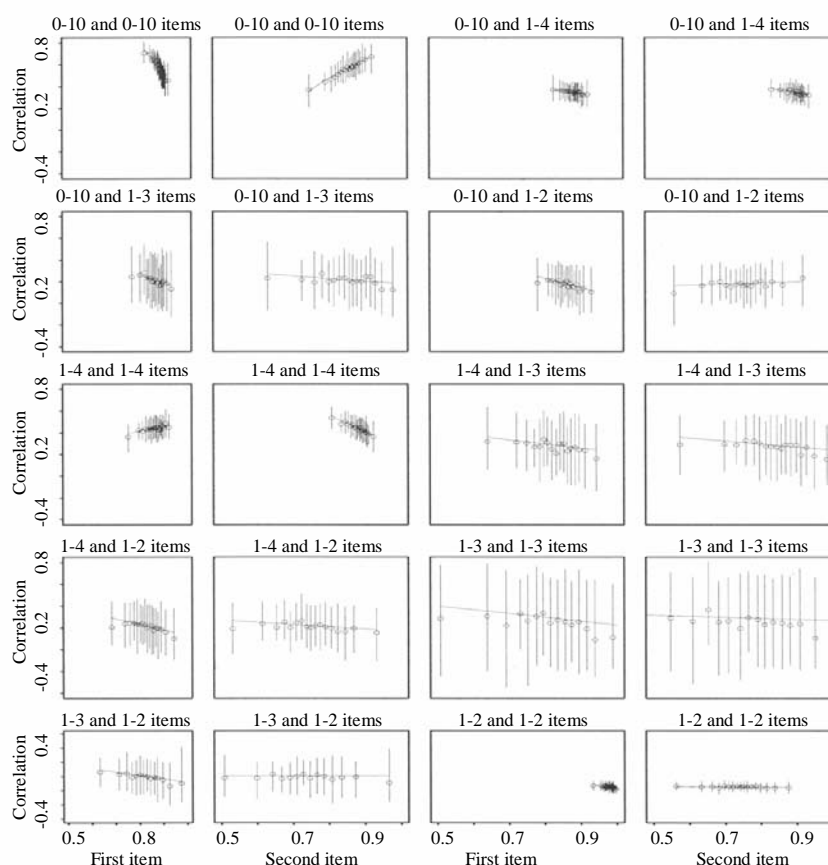 0-10 and 0-10 items 0-10 and 0-10 items 0-10 and 1-4 items 0-10 and 1-4 items
Correlation
0.8
0.2
-0.4
0-10 and 1-3 items 0-10 and 1-3 items 0-10 and 1-2 items 0-10 and 1-2 items
Correlation
0.8
0.2
-0.4
1-4 and 1-4 items 1-4 and 1-4 items 1-4 and 1-3 items 1-4 and 1-3 items
Correlation
0.8
0.2
-0.4
1-4 and 1-2 items 1-4 and 1-2 items 1-3 and 1-3 items 1-3 and 1-3 items
Correlation
0.8
0.2
-0.4
1-3 and 1-2 items 1-3 and 1-2 items 1-2 and 1-2 items 1-2 and 1-2 items
Correlation
0.4
-0.4
0.5 0.8 0.5 0.7 0.9 0.5 0.7 0.9 0.5 0.7 0.9
First item Second item First item Second item